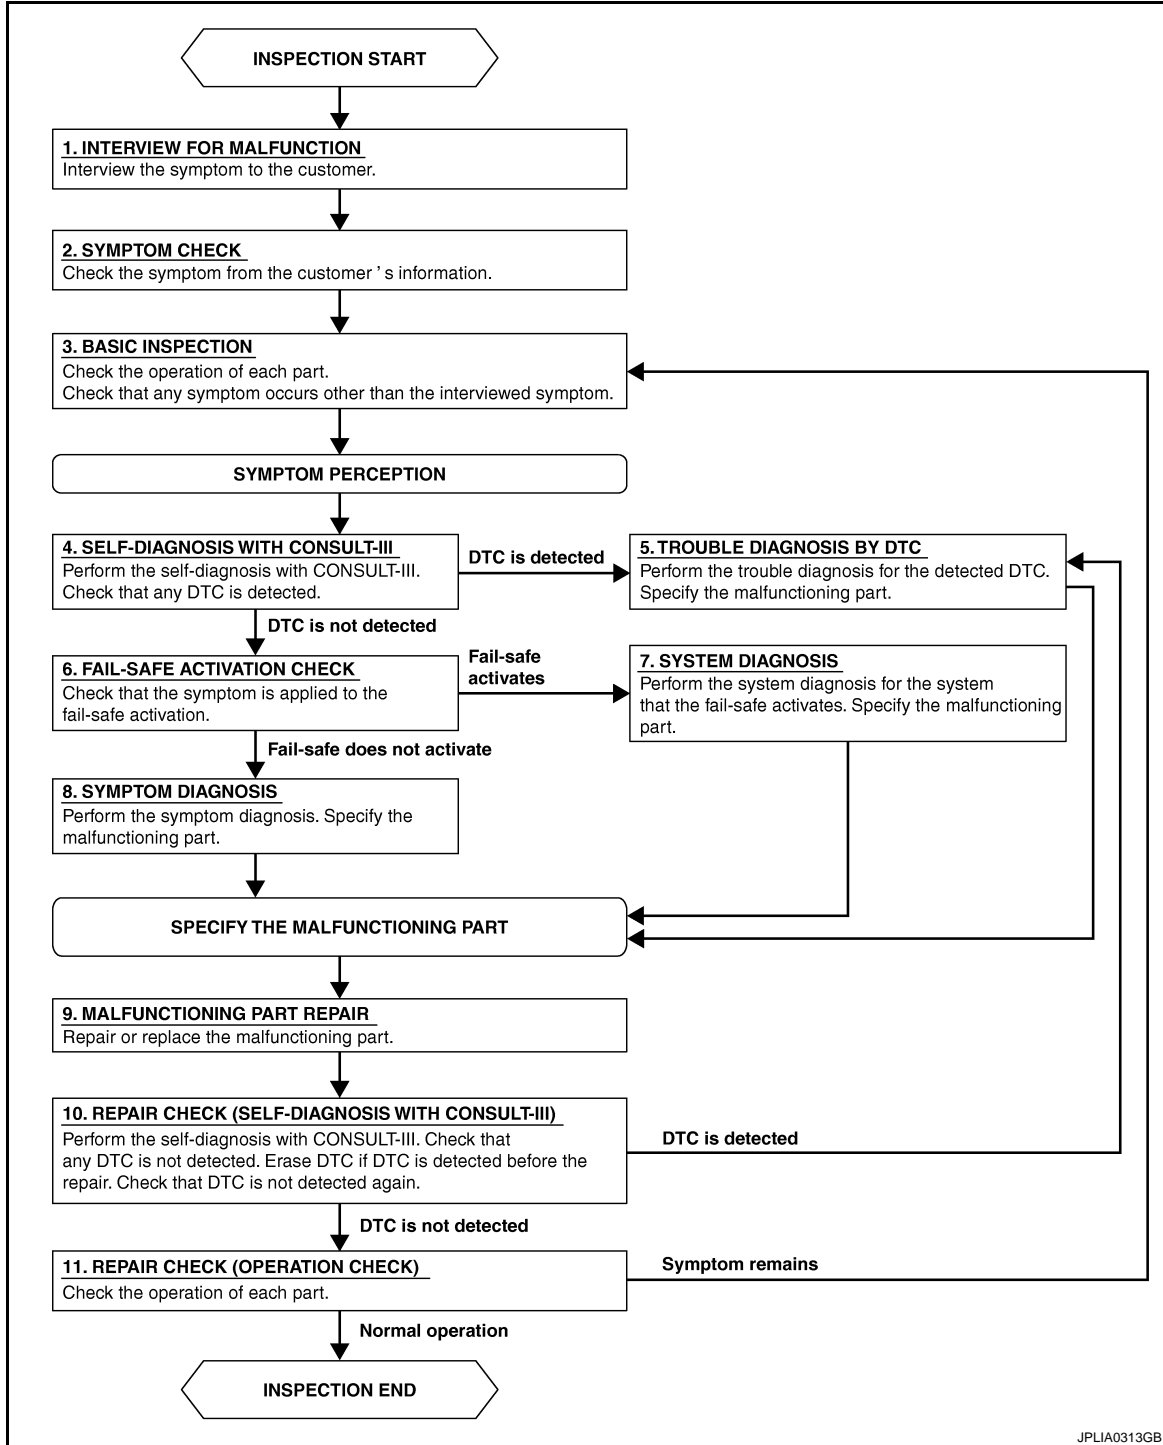 INSPECTION START
1. INTERVIEW FOR MALFUNCTION
Interview the symptom to the customer.
2. SYMPTOM CHECK
Check the symptom from the customer ’ s information.
3. BASIC INSPECTION
Check the operation of each part.
Check that any symptom occurs other than the interviewed symptom.
SYMPTOM PERCEPTION
4. SELF-DIAGNOSIS WITH CONSULT-III
Perform the self-diagnosis with CONSULT-III.
Check that any DTC is detected.
DTC is detected
5. TROUBLE DIAGNOSIS BY DTC
Perform the trouble diagnosis for the detected DTC.
Specify the malfunctioning part.
DTC is not detected
6. FAIL-SAFE ACTIVATION CHECK
Check that the symptom is applied to the
fail-safe activation.
Fail-safe
activates
7. SYSTEM DIAGNOSIS
Perform the system diagnosis for the system
that the fail-safe activates. Specify the malfunctioning
part.
Fail-safe does not activate
8. SYMPTOM DIAGNOSIS
Perform the symptom diagnosis. Specify the
malfunctioning part.
SPECIFY THE MALFUNCTIONING PART
9. MALFUNCTIONING PART REPAIR
Repair or replace the malfunctioning part.
10. REPAIR CHECK (SELF-DIAGNOSIS WITH CONSULT-III)
Perform the self-diagnosis with CONSULT-III. Check that
any DTC is not detected. Erase DTC if DTC is detected before the
repair. Check that DTC is not detected again.
DTC is detected
DTC is not detected
11. REPAIR CHECK (OPERATION CHECK)
Check the operation of each part.
Symptom remains
Normal operation
INSPECTION END
JPLIA0313GB